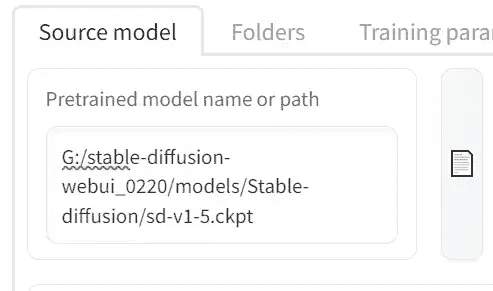 Source model Folders Training para
Pretrained model name or path
G:/stable-diffusion-
webui_0220/models/Stable-
diffusion/sd-v1-5.ckpt